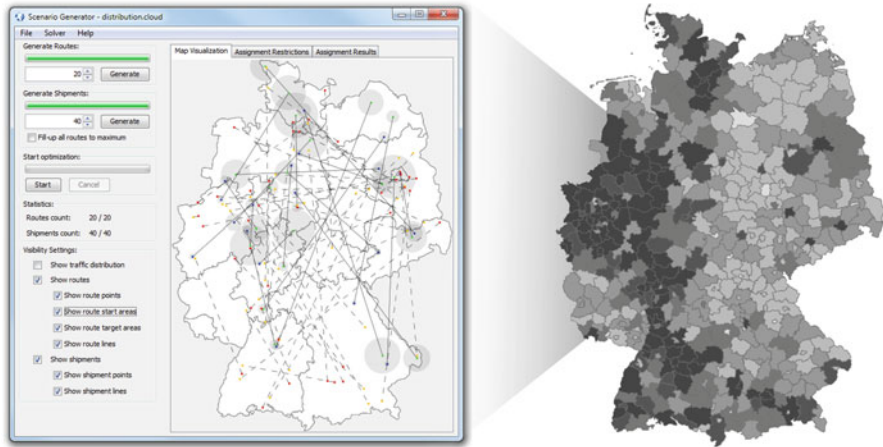 Scenario Generator - distribution.cloud
File Solver Help
Generate Routes:
20 Generate
Generate Shipments:
40 Generate
Fill-up all routes to maximum
Start optimization:
Start Cancel
Statistics:
Routes count: 20 / 20
Shipments count: 40 / 40
Visibility Settings:
Show traffic distribution
Show routes
Show route points
Show route start areas
Show route target areas
Show route lines
Show shipments
Show shipment points
Show shipment lines
Map Visualization Assignment Restrictions Assignment Results